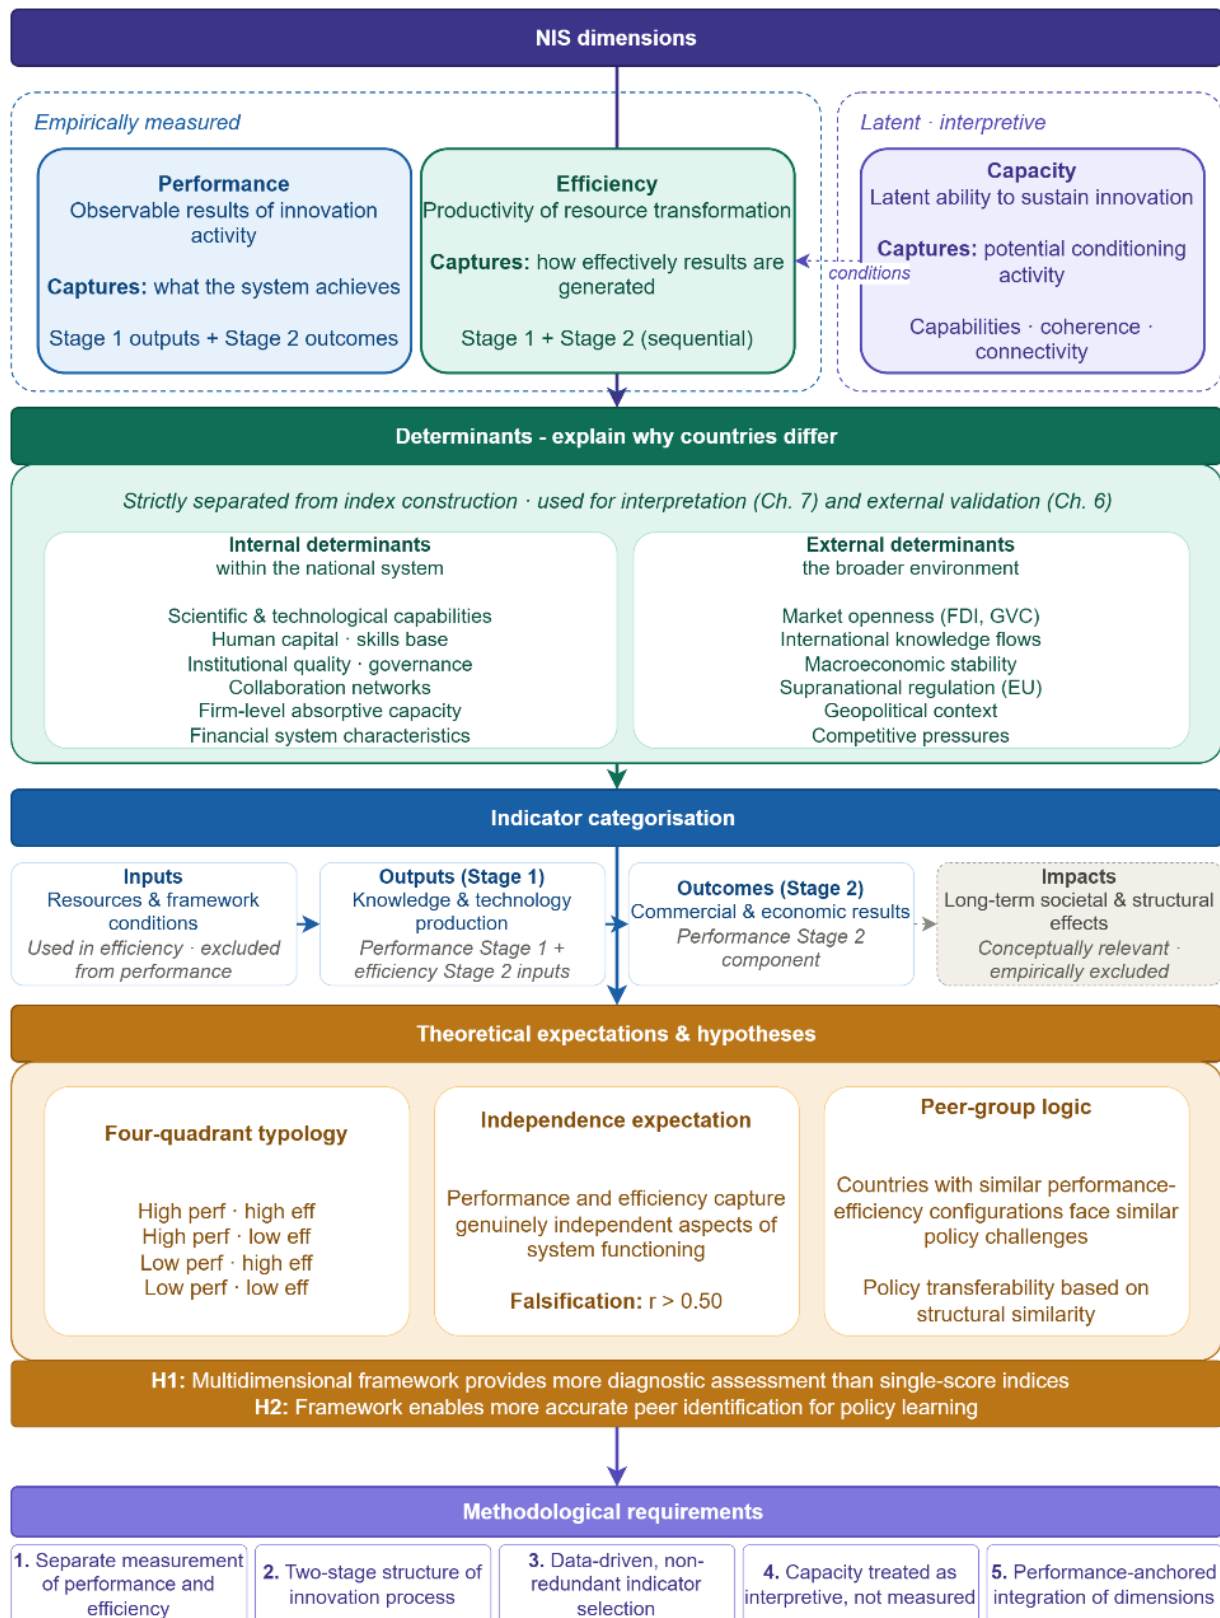 NIS dimensions
Empirically measured
Latent · interpretive
Performance
Observable results of innovation
activity
Captures: what the system achieves
Stage 1 outputs + Stage 2 outcomes
Efficiency
Productivity of resource transformation
Captures: how effectively results are
generated
Stage 1 + Stage 2 (sequential)
conditions
Capacity
Latent ability to sustain innovation
Captures: potential conditioning
activity
Capabilities · coherence ·
connectivity
Determinants - explain why countries differ
Strictly separated from index construction · used for interpretation (Ch. 7) and external validation (Ch. 6)
Internal determinants
within the national system
Scientific & technological capabilities
Human capital · skills base
Institutional quality · governance
Collaboration networks
Firm-level absorptive capacity
Financial system characteristics
External determinants
the broader environment
Market openness (FDI, GVC)
International knowledge flows
Macroeconomic stability
Supranational regulation (EU)
Geopolitical context
Competitive pressures
Indicator categorisation
Inputs
Resources & framework
conditions
Used in efficiency · excluded
from performance
Outputs (Stage 1)
Knowledge & technology
production
Performance Stage 1 +
efficiency Stage 2 inputs
Outcomes (Stage 2)
Commercial & economic results
Performance Stage 2
component
Impacts
Long-term societal & structural
effects
Conceptually relevant ·
empirically excluded
Theoretical expectations & hypotheses
Four-quadrant typology
High perf · high eff
High perf · low eff
Low perf · high eff
Low perf · low eff
Independence expectation
Performance and efficiency capture
genuinely independent aspects of
system functioning
Falsification: r > 0.50
Peer-group logic
Countries with similar performance-
efficiency configurations face similar
policy challenges
Policy transferability based on
structural similarity
H1: Multidimensional framework provides more diagnostic assessment than single-score indices
H2: Framework enables more accurate peer identification for policy learning
Methodological requirements
1. Separate measurement
of performance and
efficiency
2. Two-stage structure of
innovation process
3. Data-driven, non-
redundant indicator
selection
4. Capacity treated as
interpretive, not measured
5. Performance-anchored
integration of dimensions